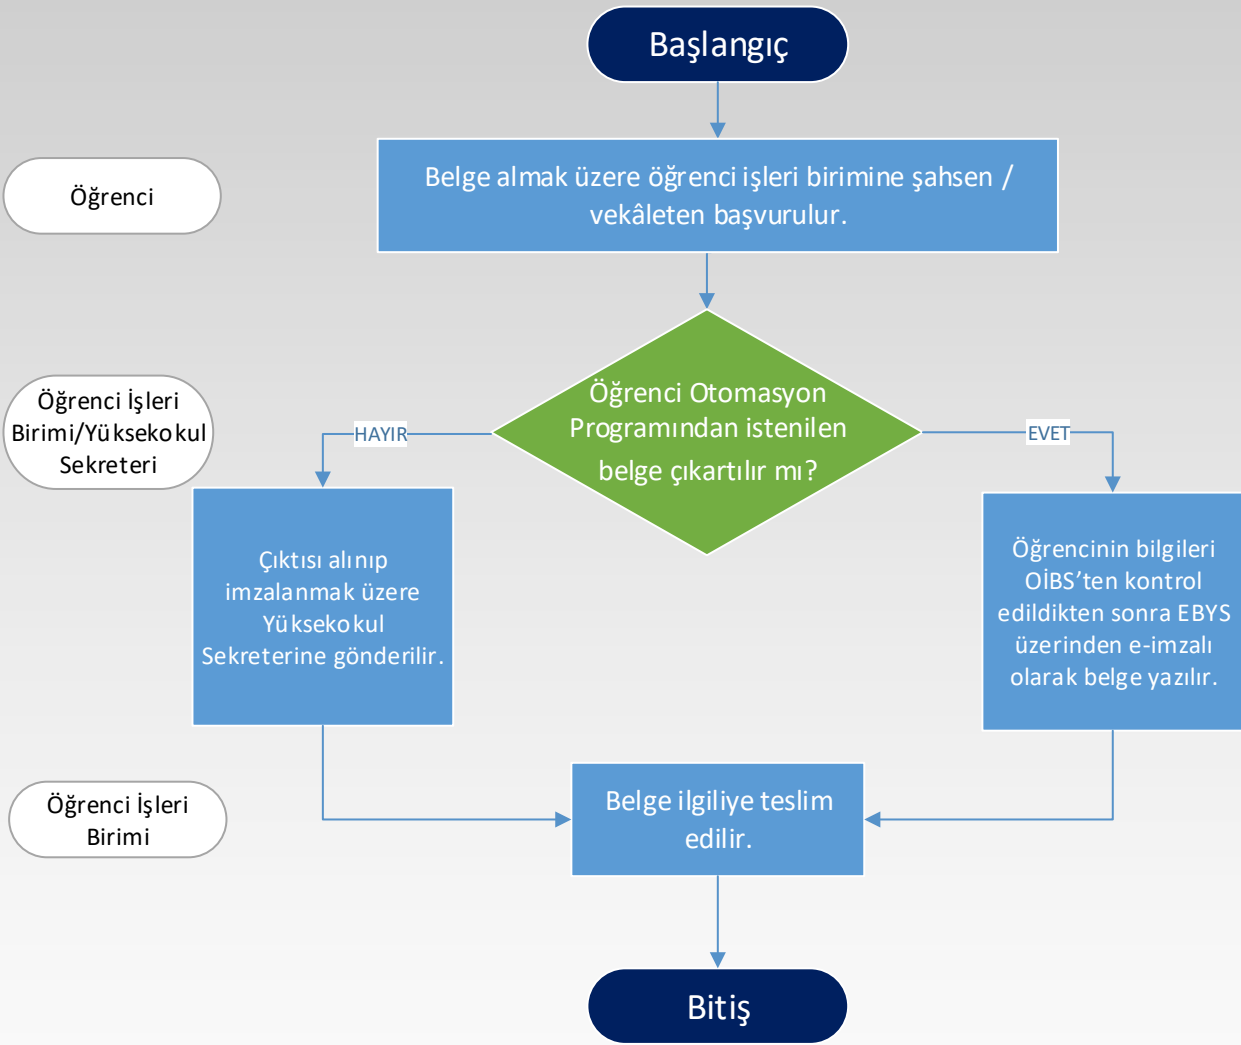 Başlangıç
Öğrenci
Belge almak üzere öğrenci işleri birimine şahsen /
vekâleten başvurulur.
Öğrenci İşleri
Birimi/Yüksekokul
Sekreteri
Öğrenci Otomasyon
Programından istenilen
belge çıkartılır mı?
HAYIR
EVET
Çıktısı alınıp
imzalanmak üzere
Yüksekokul
Sekreterine gönderilir.
Öğrencinin bilgileri
OİBS’ten kontrol
edildikten sonra EBYS
üzerinden e-imzalı
olarak belge yazılır.
Öğrenci İşleri
Birimi
Belge ilgiliye teslim
edilir.
Bitiş